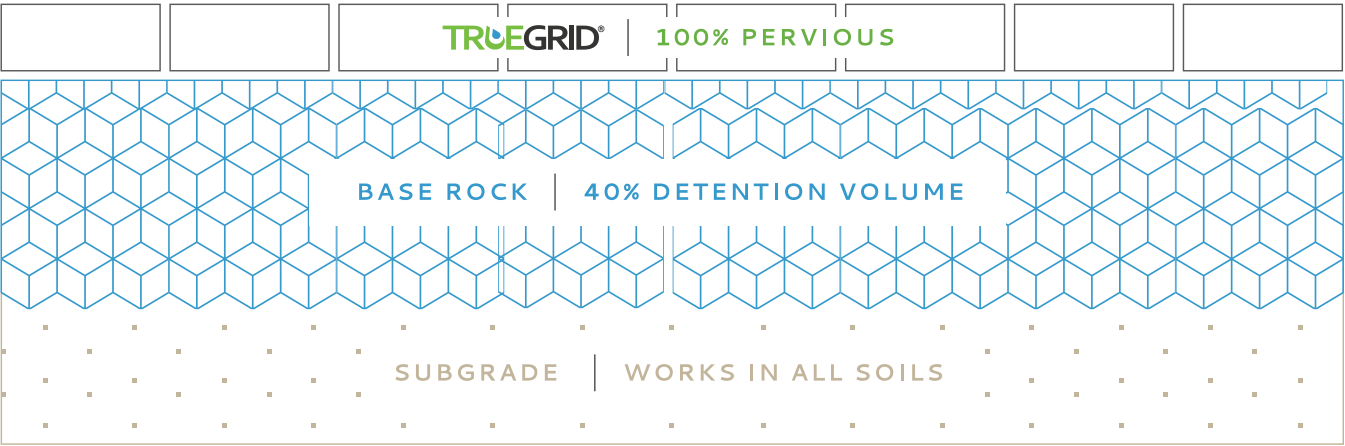 TRUEGRID® | 100% PERVIOUS
BASE ROCK | 40% DETENTION VOLUME
SUBGRADE | WORKS IN ALL SOILS